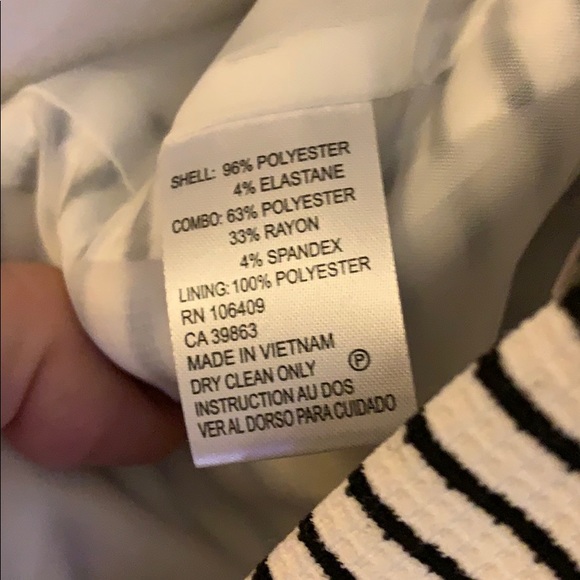 SHELL: 96% POLYESTER
4% ELASTANE
COMBO: 63% POLYESTER
33% RAYON
4% SPANDEX
LINING: 100% POLYESTER
RN 106409
CA 39863
MADE IN VIETNAM
DRY CLEAN ONLY Ⓟ
INSTRUCTION AU DOS
VER AL DORSO PARA CUIDADO